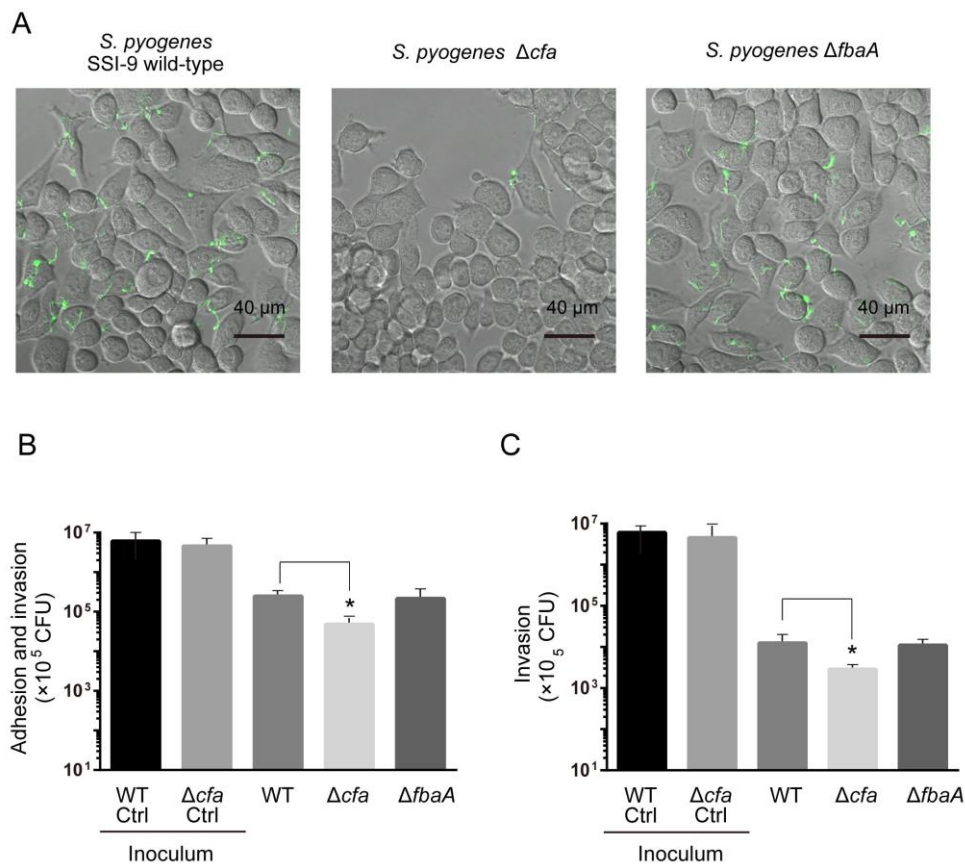 A
S. pyogenes
SSI-9 wild-type
S. pyogenes Δcfa
S. pyogenes ΔfbaA
40 μm
40 μm
40 μm
B
Adhesion and invasion
(×10⁵ CFU)
10⁷
10⁵
10³
10¹
*
WT
Ctrl
Δcfa
Ctrl
WT
Δcfa
ΔfbaA
Inoculum
C
Invasion
(×10₅ CFU)
10⁷
10⁵
10³
10¹
*
WT
Ctrl
Δcfa
Ctrl
WT
Δcfa
ΔfbaA
Inoculum